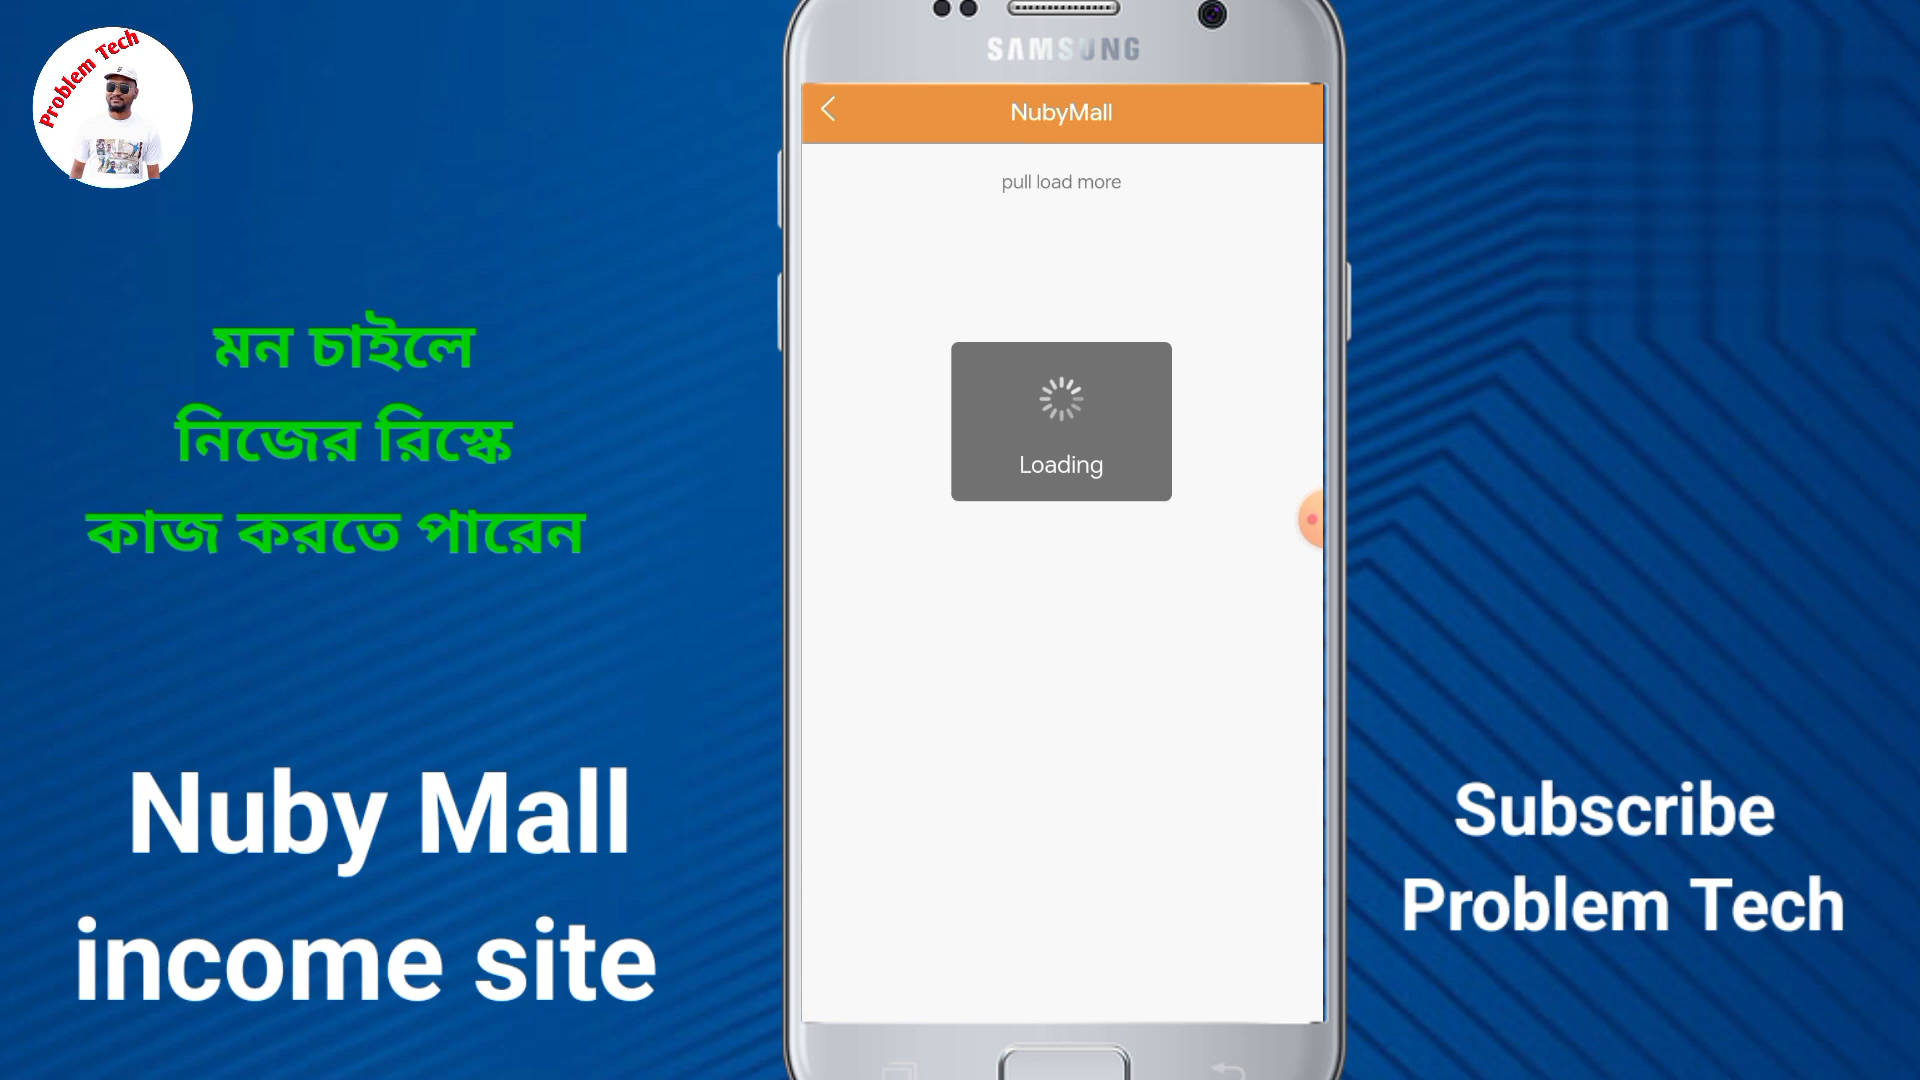 Problem Tech
SAMSUNG
NubyMall
pull load more
Loading
মন চাইলে
নিজের রিস্কে
কাজ করতে পারেন
Nuby Mall
income site
Subscribe
Problem Tech